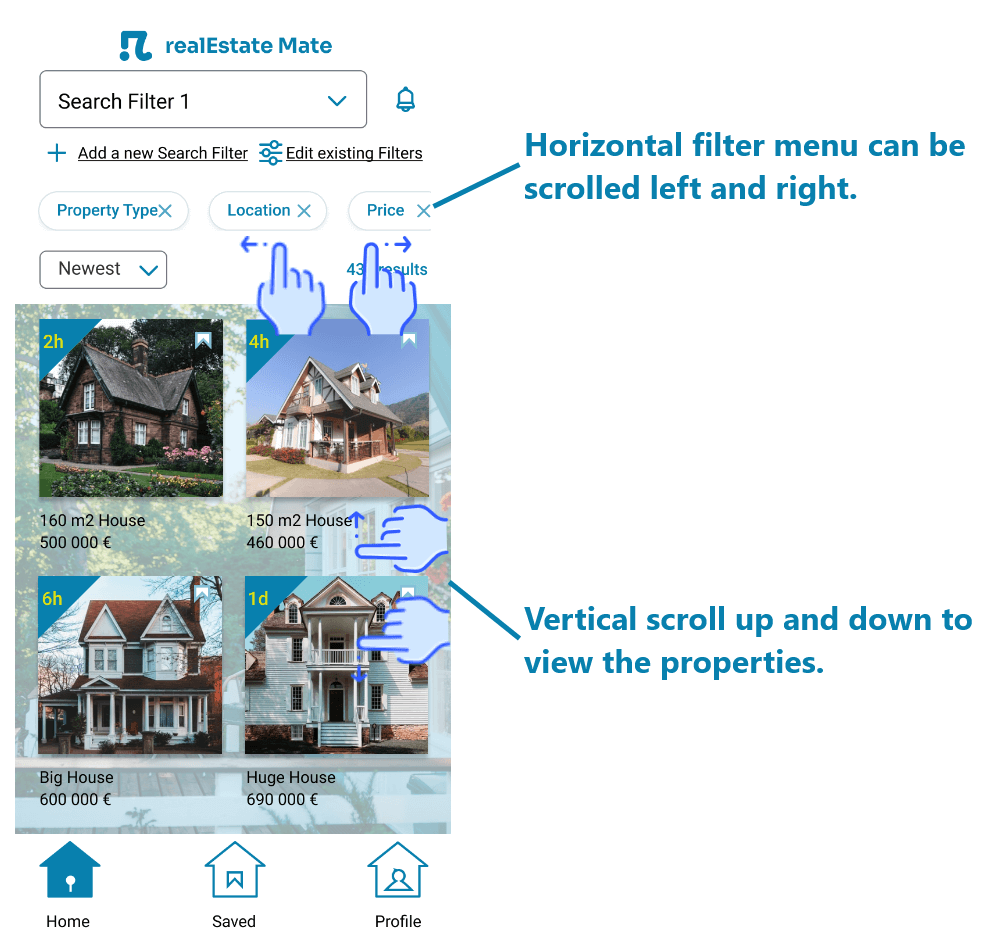 realEstate Mate
Search Filter 1
Add a new Search Filter
Edit existing Filters
Horizontal filter menu can be
scrolled left and right.
Property Type
Location
Price
Newest
results
2h
4h
160 m2 House
500 000 €
150 m2 House
460 000 €
6h
1d
Vertical scroll up and down to
view the properties.
Big House
600 000 €
Huge House
690 000 €
Home
Saved
Profile